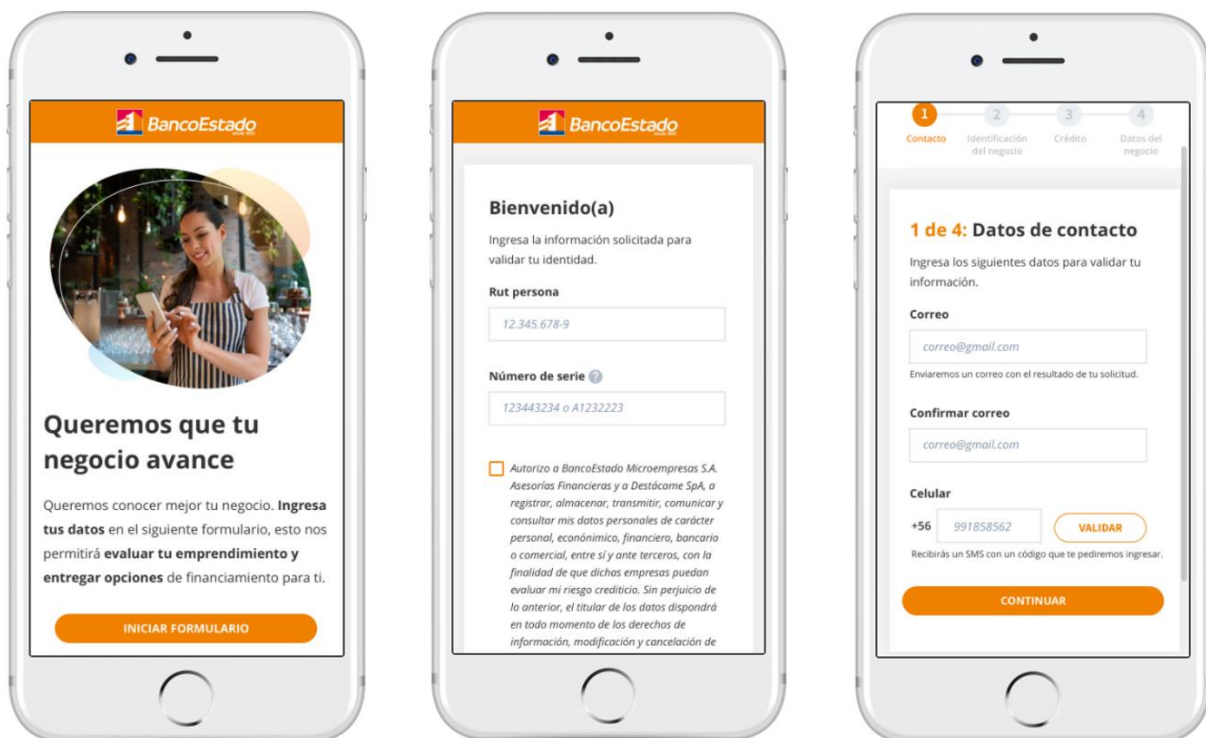 BancoEstado
Queremos que tu
negocio avance
Queremos conocer mejor tu negocio. Ingresa
tus datos en el siguiente formulario, esto nos
permitirá evaluar tu emprendimiento y
entregar opciones de financiamiento para ti.
INICIAR FORMULARIO
BancoEstado
Bienvenido(a)
Ingresa la información solicitada para
validar tu identidad.
Rut persona
12.345.678-9
Número de serie ?
123443234 o A1232223
Autorizo a BancoEstado Microempresas S.A.
Asesorías Financieras y a Destácame SpA, a
registrar, almacenar, transmitir, comunicar y
consultar mis datos personales de carácter
personal, econónimico, financiero, bancario
o comercial, entre sí y ante terceros, con la
finalidad de que dichas empresas puedan
evaluar mi riesgo crediticio. Sin perjuicio de
lo anterior, el titular de los datos dispondrá
en todo momento de los derechos de
información, modificación y cancelación de
1 2 3 4
Contacto Identificación Crédito Datos del
del negocio negocio
1 de 4: Datos de contacto
Ingresa los siguientes datos para validar tu
información.
Correo
correo@gmail.com
Enviaremos un correo con el resultado de tu solicitud.
Confirmar correo
correo@gmail.com
Celular
+56 991858562 VALIDAR
Recibirás un SMS con un código que te pediremos ingresar.
CONTINUAR